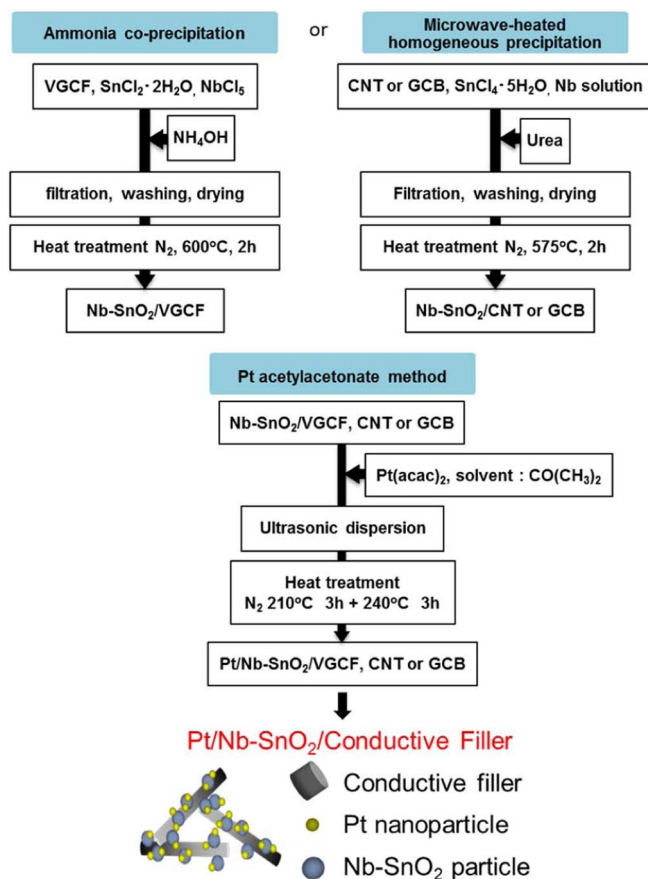 Ammonia co-precipitation
or
Microwave-heated
homogeneous precipitation
VGCF, SnCl₂·2H₂O, NbCl₅
NH₄OH
filtration, washing, drying
Heat treatment N₂, 600ºC, 2h
Nb-SnO₂/VGCF
CNT or GCB, SnCl₄·5H₂O, Nb solution
Urea
Filtration, washing, drying
Heat treatment N₂, 575ºC, 2h
Nb-SnO₂/CNT or GCB
Pt acetylacetonate method
Nb-SnO₂/VGCF, CNT or GCB
Pt(acac)₂, solvent : CO(CH₃)₂
Ultrasonic dispersion
Heat treatment
N₂ 210ºC 3h + 240ºC 3h
Pt/Nb-SnO₂/VGCF, CNT or GCB
Pt/Nb-SnO₂/Conductive Filler
Conductive filler
Pt nanoparticle
Nb-SnO₂ particle